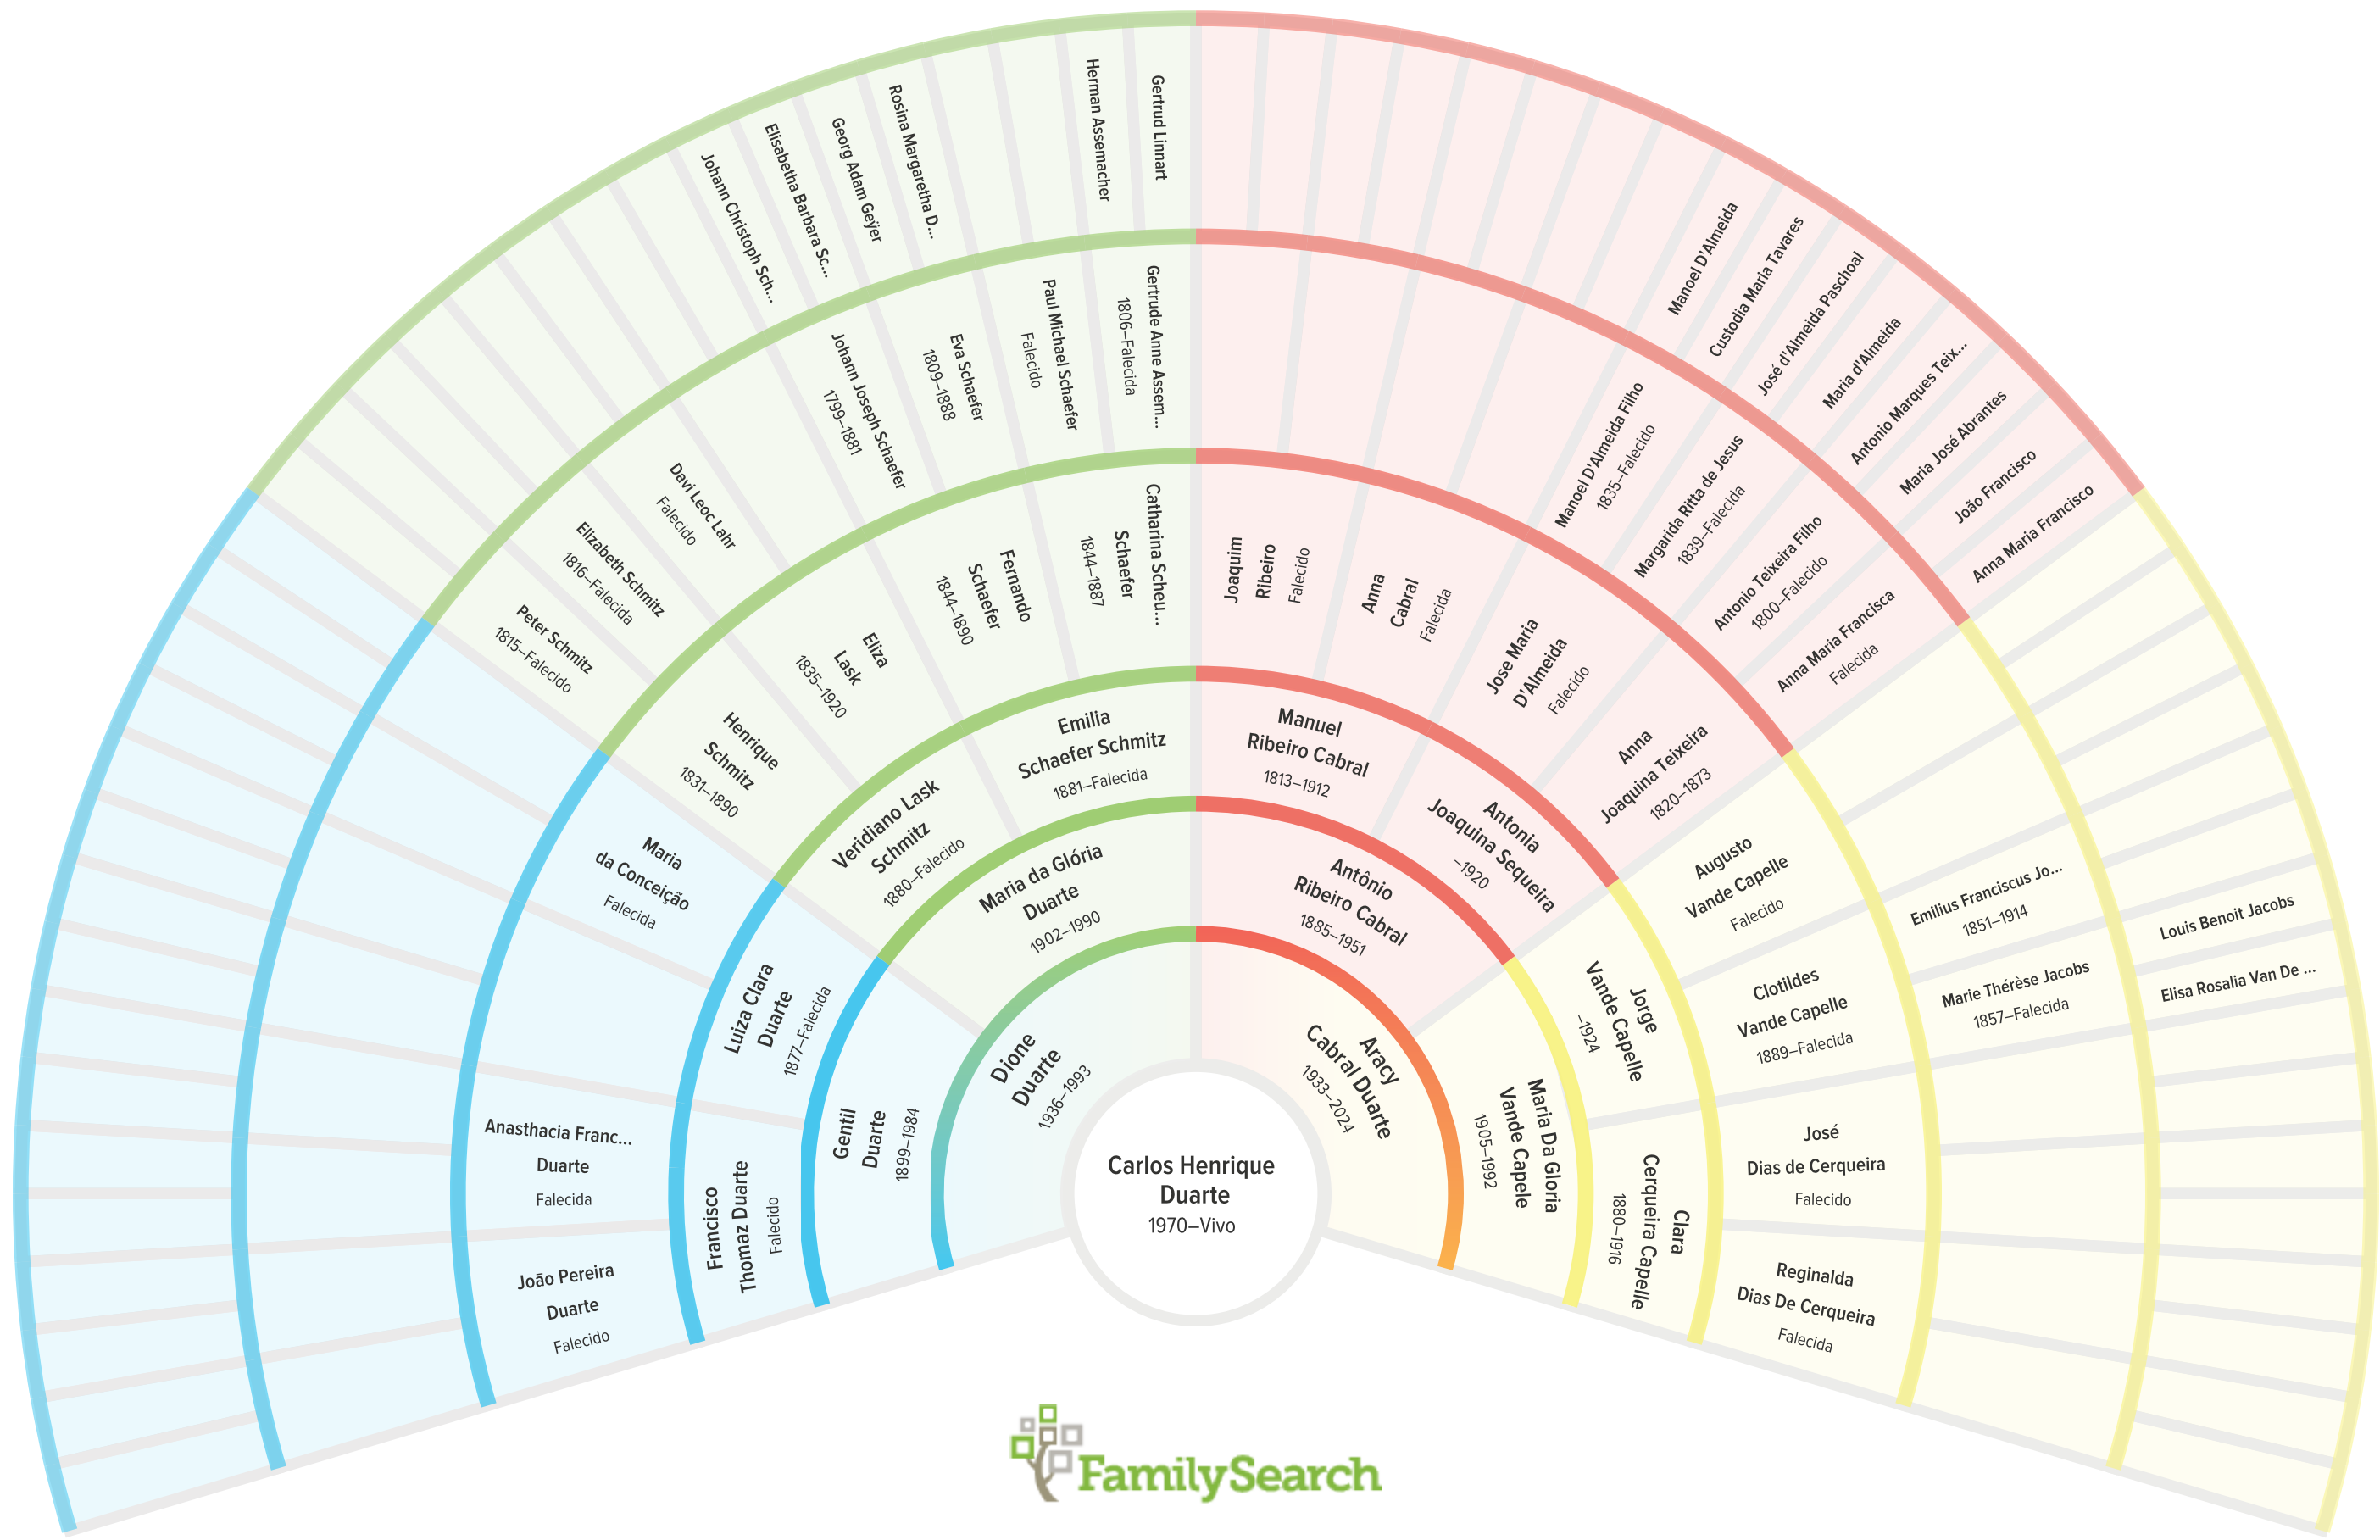 Carlos Henrique
Duarte
1970–Vivo
Dione
Duarte
1936–1993
Aracy
Cabral Duarte
1933–2024
Gentil
Duarte
1899–1984
Maria da Glória
Duarte
1902–1990
Antônio
Ribeiro Cabral
1885–1951
Maria Da Gloria
Vande Capele
1905–1992
Francisco
Thomaz Duarte
Falecido
Luiza Clara
Duarte
1877–Falecida
Veridiano Lask
Schmitz
1880–Falecido
Emilia
Schaefer Schmitz
1881–Falecida
Manuel
Ribeiro Cabral
1813–1912
Antonia
Joaquina Sequeira
–1920
Jorge
Vande Capelle
–1924
Clara
Cerqueira Capelle
1880–1916
João Pereira
Duarte
Falecido
Anasthacia Franc...
Duarte
Falecida
Maria
da Conceição
Falecida
Henrique
Schmitz
1831–1890
Eliza
Lask
1835–1920
Fernando
Schaefer
1844–1890
Catharina Scheu...
Schaefer
1844–1887
Joaquim
Ribeiro
Falecido
Anna
Cabral
Falecida
Jose Maria
D'Almeida
Falecido
Anna
Joaquina Teixeira
1820–1873
Augusto
Vande Capelle
Falecido
Clotildes
Vande Capelle
1889–Falecida
José
Dias de Cerqueira
Falecido
Reginalda
Dias De Cerqueira
Falecida
Peter Schmitz
1815–Falecido
Elizabeth Schmitz
1816–Falecida
Davi Leoc Lahr
Falecido
Johann Joseph Schaefer
1799–1881
Eva Schaefer
1809–1888
Paul Michael Schaefer
Falecido
Gertrude Anne Assem...
1806–Falecida
Manoel D'Almeida Filho
1835–Falecido
Margarida Ritta de Jesus
1839–Falecida
Antonio Teixeira Filho
1800–Falecido
Anna Maria Francisca
Falecida
Emilius Franciscus Jo...
1851–1914
Marie Thérèse Jacobs
1857–Falecida
Johann Christoph Sch...
Elisabetha Barbara Sc...
Georg Adam Geÿer
Rosina Margaretha D...
Herman Assemacher
Gertrud Linnart
Manoel D'Almeida
Custodia Maria Tavares
José d'Almeida Paschoal
Maria d'Almeida
Antonio Marques Teix...
Maria José Abrantes
João Francisco
Anna Maria Francisco
Louis Benoit Jacobs
Elisa Rosalia Van De ...
FamilySearch